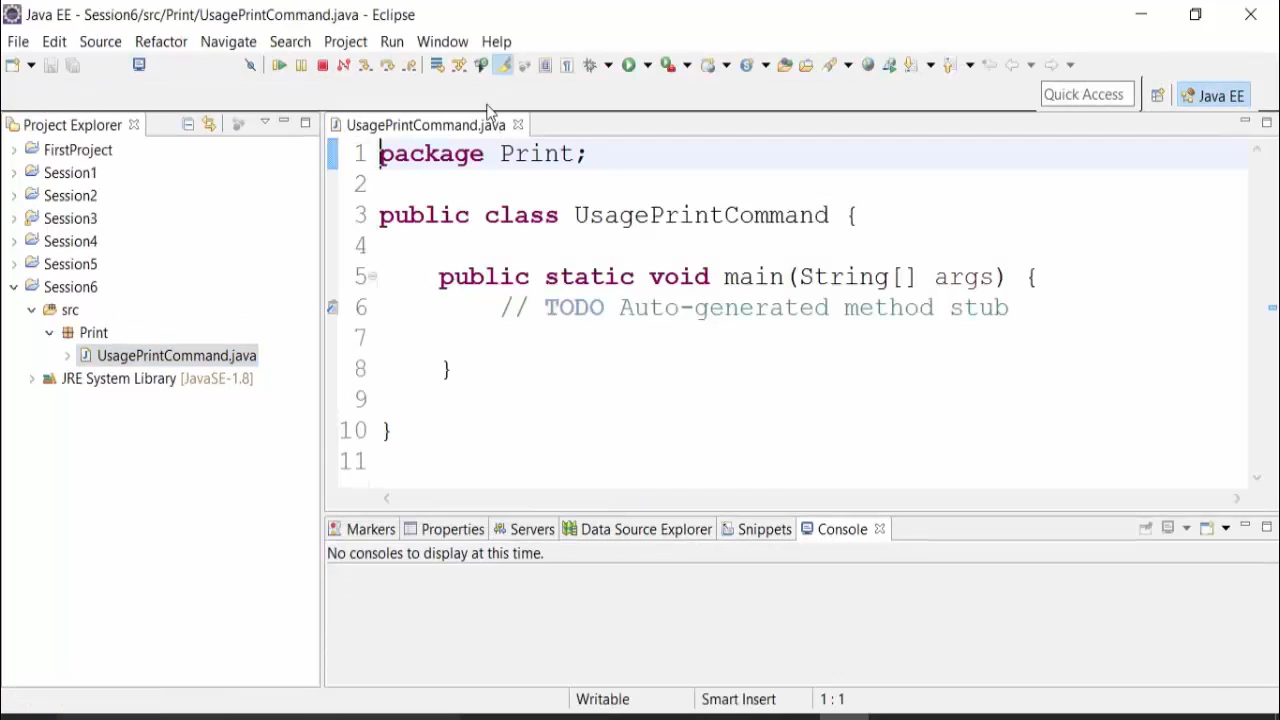 Java EE - Session6/src/Print/UsagePrintCommand.java - Eclipse
File Edit Source Refactor Navigate Search Project Run Window Help
Quick Access
Java EE
Project Explorer
UsagePrintCommand.java
FirstProject
Session1
Session2
Session3
Session4
Session5
Session6
src
Print
UsagePrintCommand.java
JRE System Library [JavaSE-1.8]
1 package Print;
2
3 public class UsagePrintCommand {
4
5 public static void main(String[] args) {
6 // TODO Auto-generated method stub
7
8 }
9
10 }
11
Markers Properties Servers Data Source Explorer Snippets Console
No consoles to display at this time.
Writable Smart Insert 1 : 1